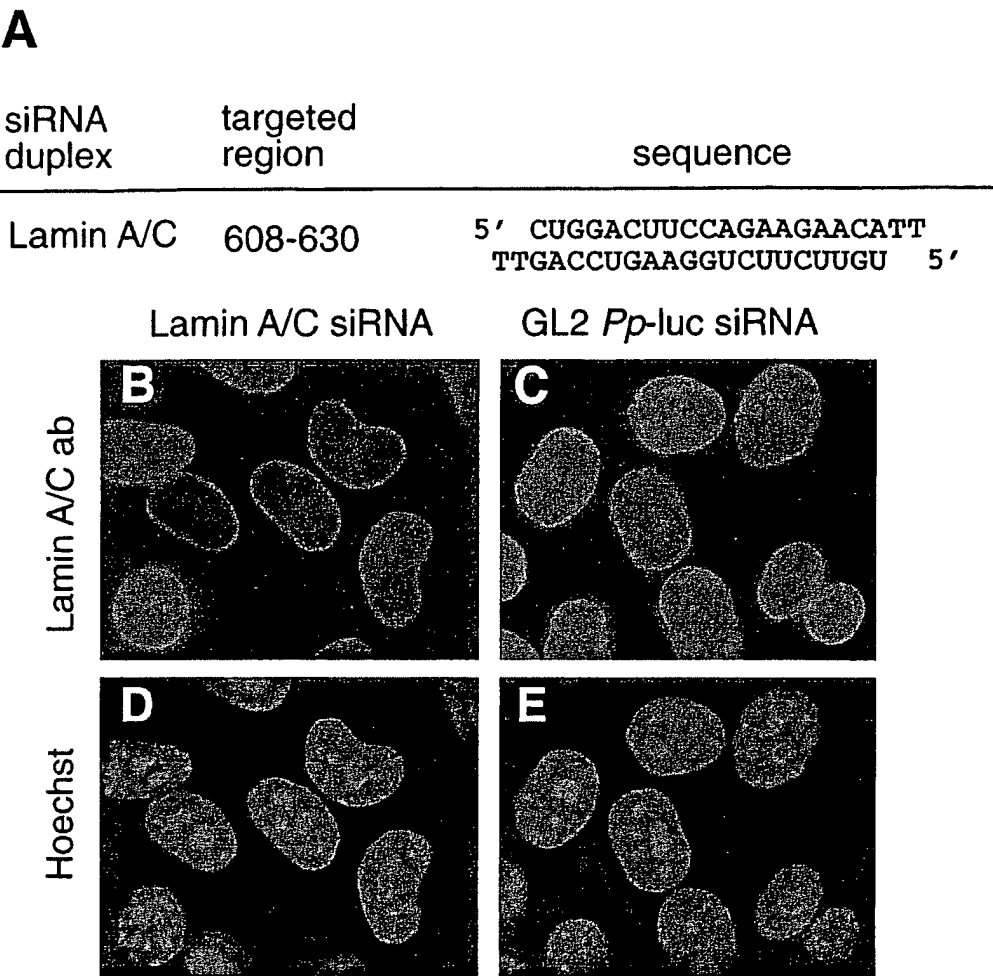 A
siRNA duplex targeted region sequence
Lamin A/C 608-630 5′ CUGGACUUCCAGAAGAACATT
TTGACCUGAAGGUCUUCUUGU 5′
Lamin A/C siRNA GL2 Pp-luc siRNA
Lamin A/C ab
B
C
Hoechst
D
E